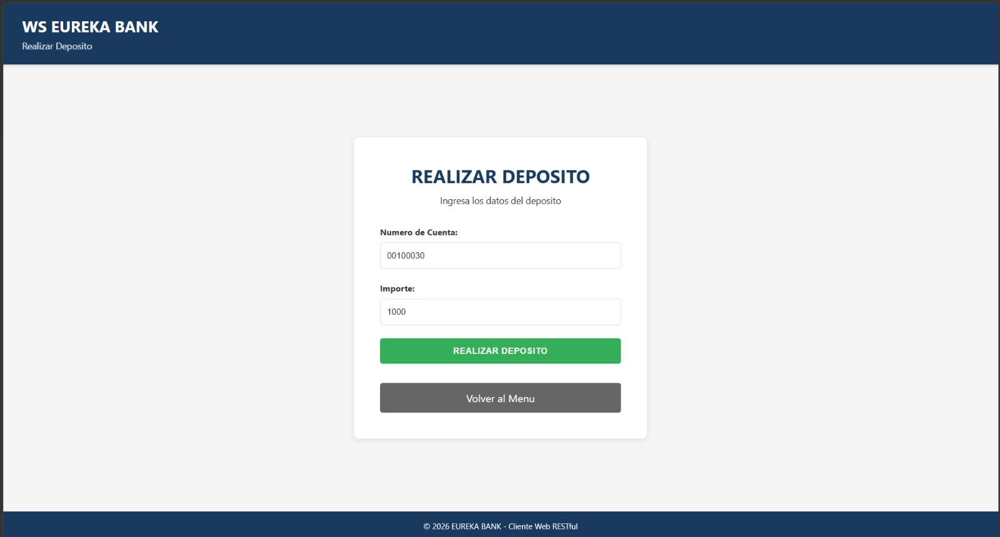 WS EUREKA BANK
Realizar Deposito
REALIZAR DEPOSITO
Ingresa los datos del deposito
Numero de Cuenta:
00100030
Importe:
1000
REALIZAR DEPOSITO
Volver al Menu
© 2026 EUREKA BANK - Cliente Web RESTful